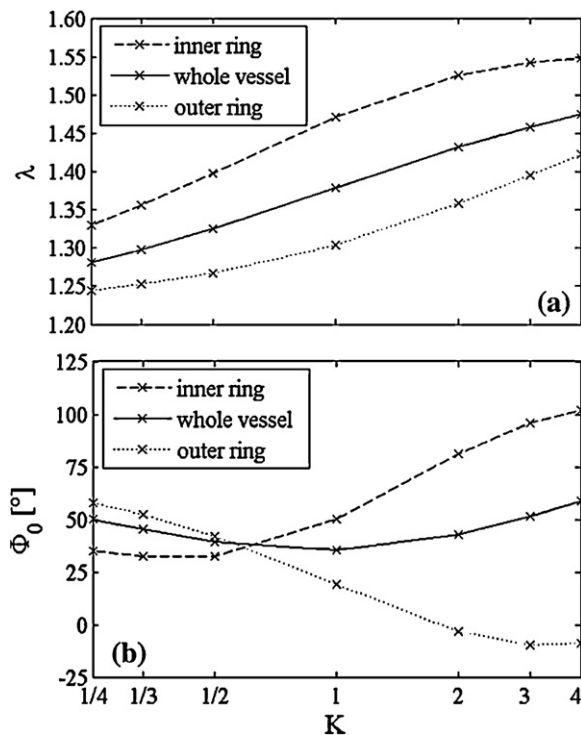 1.60
1.55
1.50
1.45
1.40
1.35
1.30
1.25
1.20
λ
inner ring
whole vessel
outer ring
(a)
125
100
75
50
25
0
-25
Φ0 [°]
inner ring
whole vessel
outer ring
(b)
1/4 1/3 1/2 1 2 3 4
K